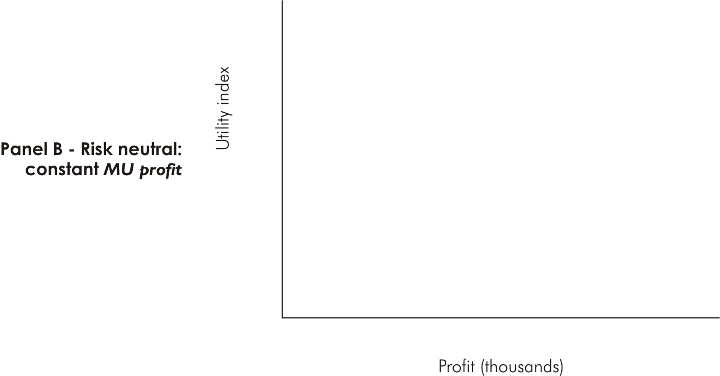 Utility index
Panel B - Risk neutral:
constant MU profit
Profit (thousands)